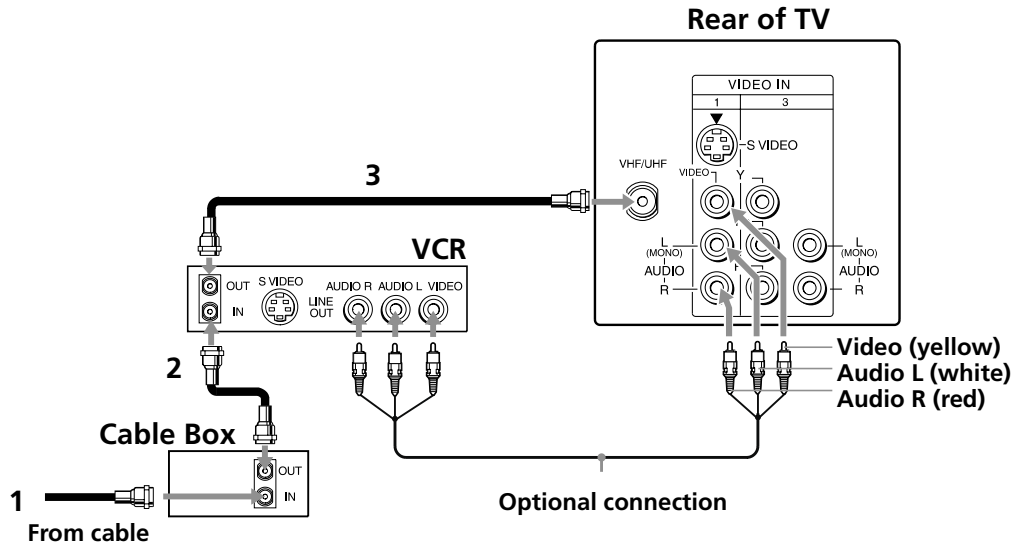 Rear of TV
VIDEO IN
1 3
S VIDEO
VHF/UHF
VIDEO Y
3
L
(MONO)
AUDIO
R
L
(MONO)
AUDIO
R
VCR
OUT
IN
S VIDEO
LINE
OUT
AUDIO R AUDIO L VIDEO
2
Video (yellow)
Audio L (white)
Audio R (red)
Cable Box
OUT
IN
1
From cable
Optional connection